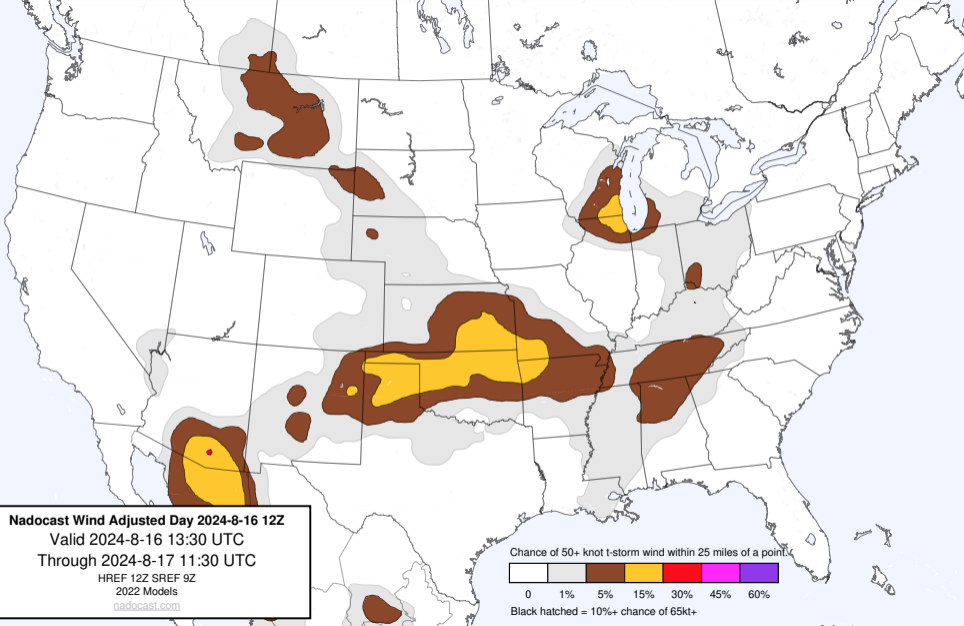 Nadocast Wind Adjusted Day 2024-8-16 12Z
Valid 2024-8-16 13:30 UTC
Through 2024-8-17 11:30 UTC
HREF 12Z SREF 9Z
2022 Models
nadocast.com
Chance of 50+ knot t-storm wind within 25 miles of a point.
0 1% 5% 15% 30% 45% 60%
Black hatched = 10%+ chance of 65kt+